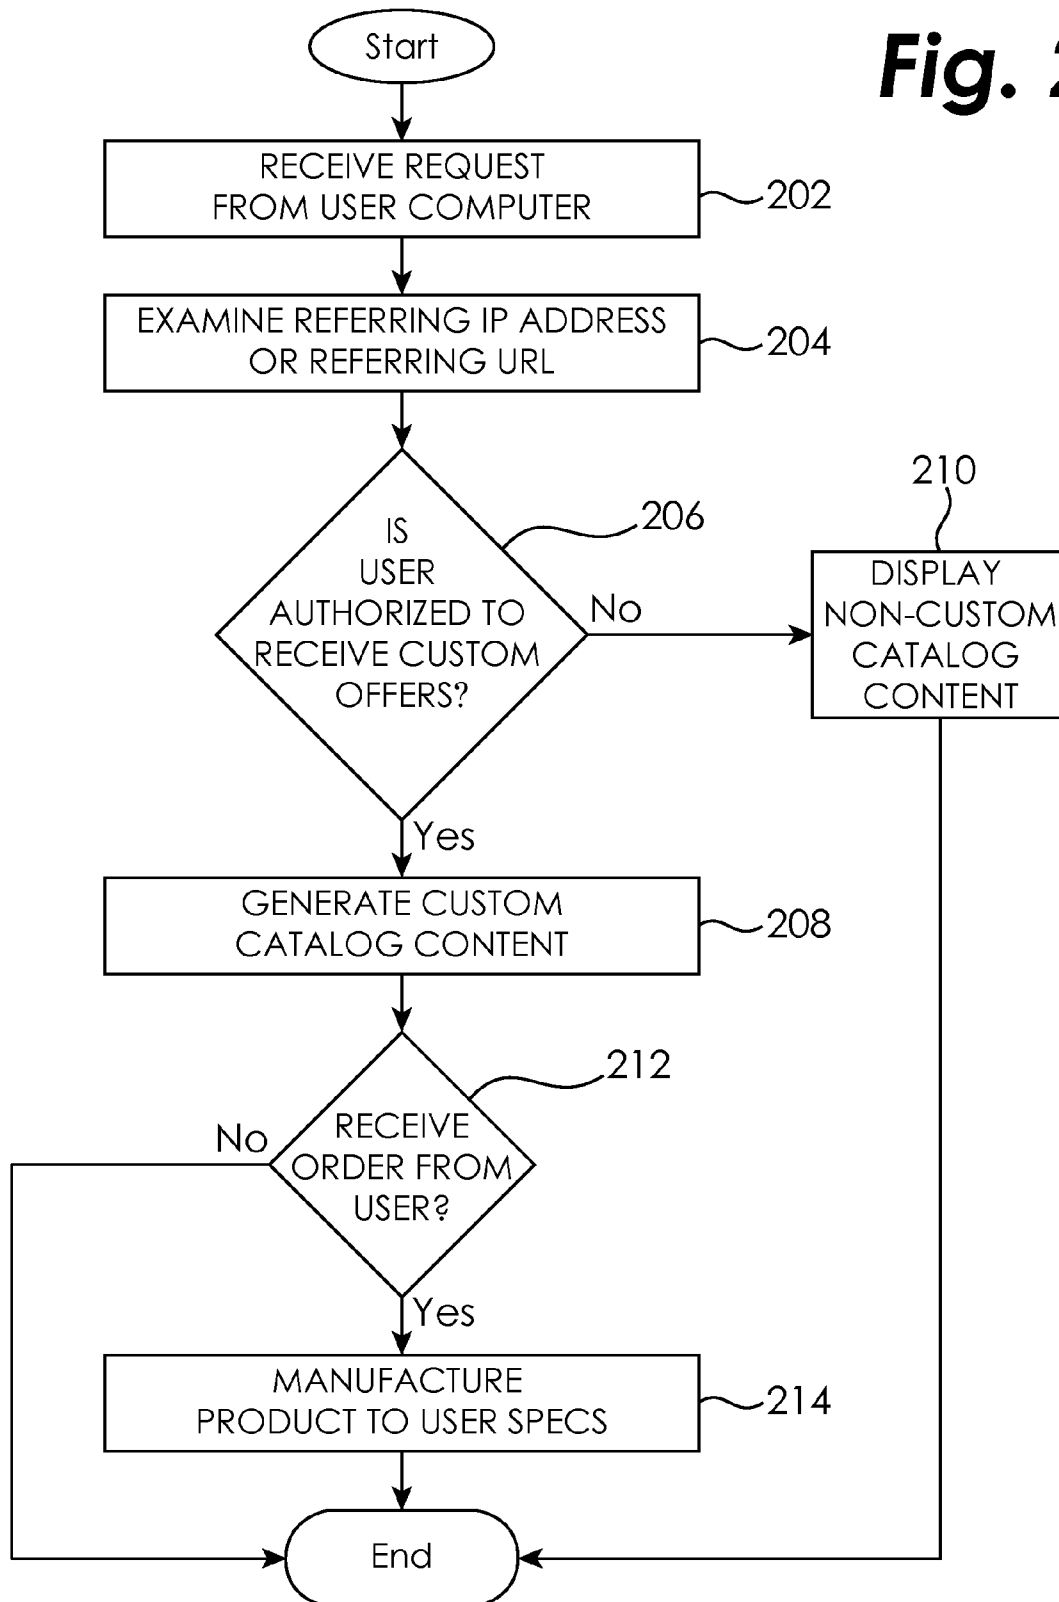 Start
Fig. 2
RECEIVE REQUEST
FROM USER COMPUTER
202
EXAMINE REFERRING IP ADDRESS
OR REFERRING URL
204
IS
USER
AUTHORIZED TO
RECEIVE CUSTOM
OFFERS?
206
No
210
DISPLAY
NON-CUSTOM
CATALOG
CONTENT
Yes
GENERATE CUSTOM
CATALOG CONTENT
208
RECEIVE
ORDER FROM
USER?
212
No
Yes
MANUFACTURE
PRODUCT TO USER SPECS
214
End